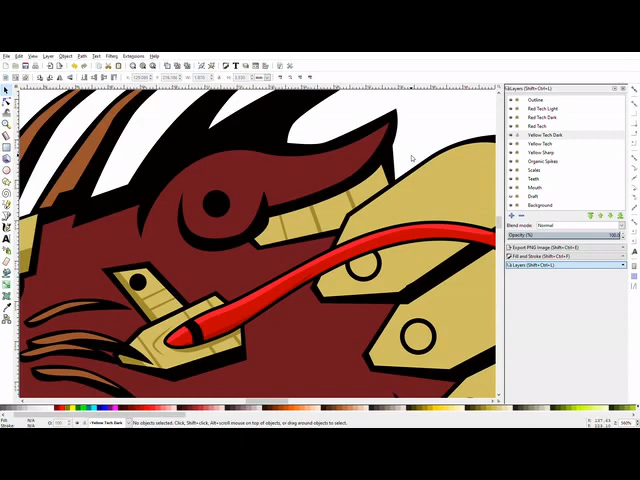 File Edit View Layer Object Path Text Filters Extensions Help
Layers (Shift+Ctrl+L)
Outline
Red Tech Light
Red Tech Dark
Red Tech
Yellow Tech Dark
Yellow Tech
Yellow Sharp
Organic Spikes
Scales
Teeth
Mouth
Draft
Background
Blend mode: Normal
Opacity (%) 100.0
Export PNG Image (Shift+Ctrl+E)
Fill and Stroke (Shift+Ctrl+F)
Layers (Shift+Ctrl+L)
Fill: N/A
Stroke: N/A
Yellow Tech Dark
No objects selected. Click, Shift+click, Alt+scroll mouse on top of objects, or drag around objects to select.